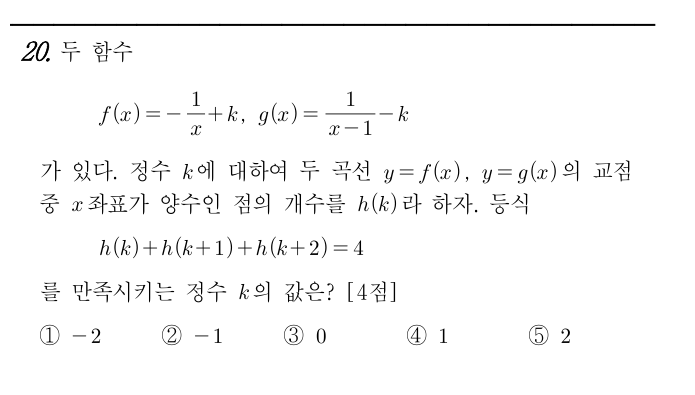 20. 두 함수
f(x) = -\frac{1}{x} + k, g(x) = \frac{1}{x-1} - k
가 있다. 정수 k에 대하여 두 곡선 y=f(x), y=g(x)의 교점
중 x좌표가 양수인 점의 개수를 h(k)라 하자. 등식
h(k)+h(k+1)+h(k+2)=4
를 만족시키는 정수 k의 값은? [4점]
① -2 ② -1 ③ 0 ④ 1 ⑤ 2